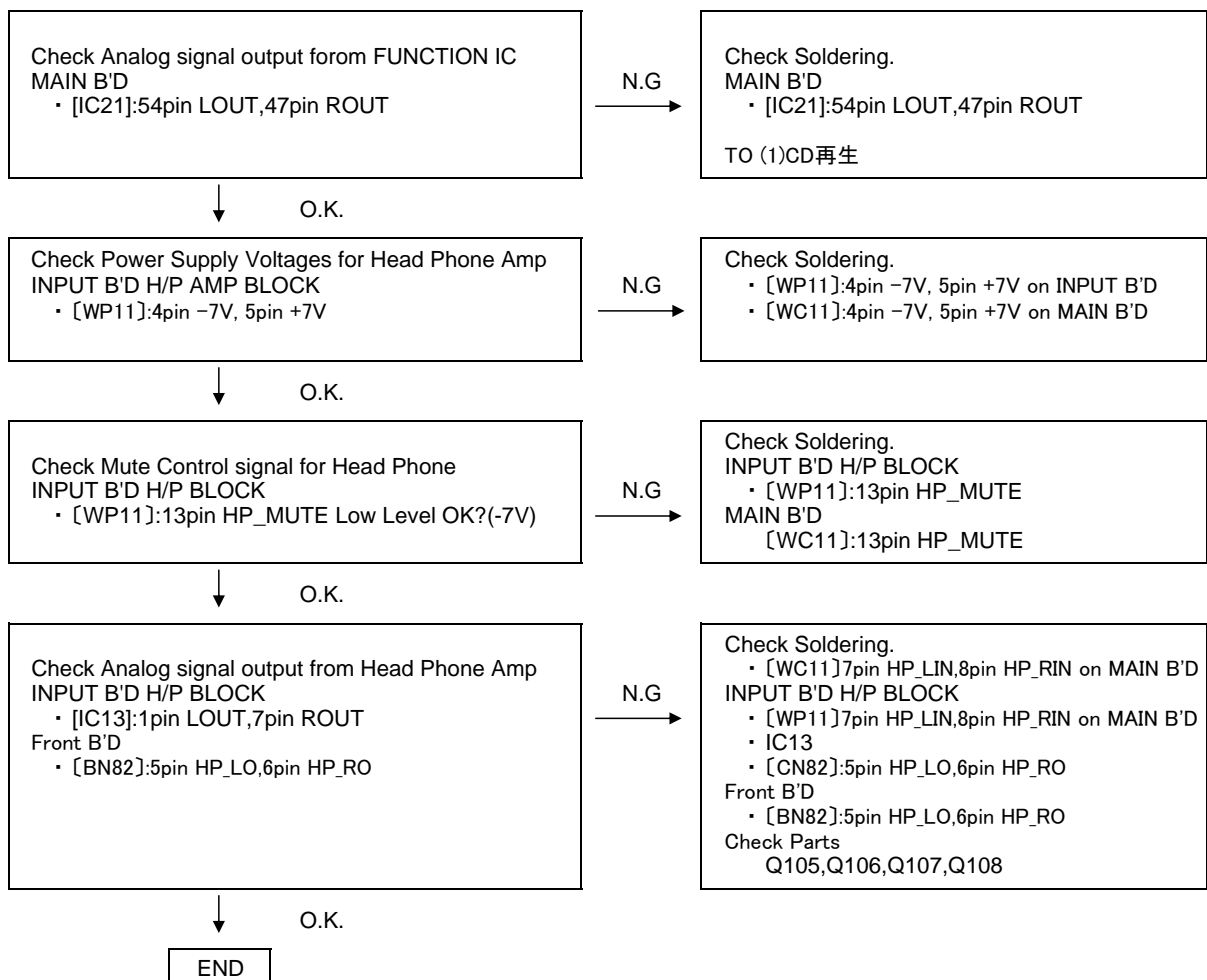 Check Analog signal output forom FUNCTION IC
MAIN B'D
・ [IC21]:54pin LOUT,47pin ROUT
N.G
Check Soldering.
MAIN B'D
・ [IC21]:54pin LOUT,47pin ROUT
TO (1)CD再生
O.K.
Check Power Supply Voltages for Head Phone Amp
INPUT B'D H/P AMP BLOCK
・ 〔WP11〕:4pin −7V, 5pin +7V
N.G
Check Soldering.
・ 〔WP11〕:4pin −7V, 5pin +7V on INPUT B’D
・ 〔WC11〕:4pin −7V, 5pin +7V on MAIN B’D
O.K.
Check Mute Control signal for Head Phone
INPUT B'D H/P BLOCK
・ 〔WP11〕:13pin HP_MUTE Low Level OK?(-7V)
N.G
Check Soldering.
INPUT B'D H/P BLOCK
・ 〔WP11〕:13pin HP_MUTE
MAIN B'D
〔WC11〕:13pin HP_MUTE
O.K.
Check Analog signal output from Head Phone Amp
INPUT B'D H/P BLOCK
・ [IC13]:1pin LOUT,7pin ROUT
Front B’D
・ 〔BN82〕:5pin HP_LO,6pin HP_RO
N.G
Check Soldering.
・ 〔WC11〕7pin HP_LIN,8pin HP_RIN on MAIN B’D
INPUT B'D H/P BLOCK
・ 〔WP11〕7pin HP_LIN,8pin HP_RIN on MAIN B’D
・ IC13
・ 〔CN82〕:5pin HP_LO,6pin HP_RO
Front B’D
・ 〔BN82〕:5pin HP_LO,6pin HP_RO
Check Parts
Q105,Q106,Q107,Q108
O.K.
END